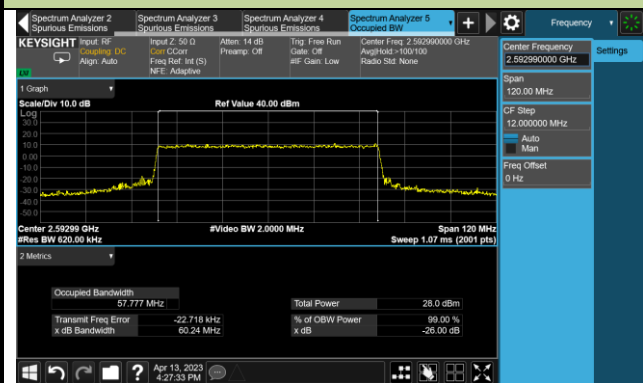 Spectrum Analyzer 2
Spurious Emissions
Spectrum Analyzer 3
Spurious Emissions
Spectrum Analyzer 4
Spurious Emissions
Spectrum Analyzer 5
Occupied BW
Frequency
KEYSIGHT
Input: RF
Coupling: DC
Align: Auto
Input Z: 50 Ω
Corr CCorr
Freq Ref: Int (S)
NFE: Adaptive
Atten: 14 dB
Preamp: Off
Trig: Free Run
Gate: Off
#IF Gain: Low
Center Freq: 2.592990000 GHz
Avg|Hold:>100/100
Radio Std: None
LW
Center Frequency
2.592990000 GHz
Settings
Span
120.00 MHz
CF Step
12.000000 MHz
Auto
Man
Freq Offset
0 Hz
1 Graph
Scale/Div 10.0 dB
Ref Value 40.00 dBm
Log
30.0
20.0
10.0
0.00
-10.0
-20.0
-30.0
-40.0
-50.0
Center 2.59299 GHz
#Video BW 2.0000 MHz
Span 120 MHz
#Res BW 620.00 kHz
Sweep 1.07 ms (2001 pts)
2 Metrics
Occupied Bandwidth
57.777 MHz
Total Power
28.0 dBm
Transmit Freq Error
-22.718 kHz
% of OBW Power
99.00 %
x dB Bandwidth
60.24 MHz
x dB
-26.00 dB
?
Apr 13, 2023
4:27:33 PM